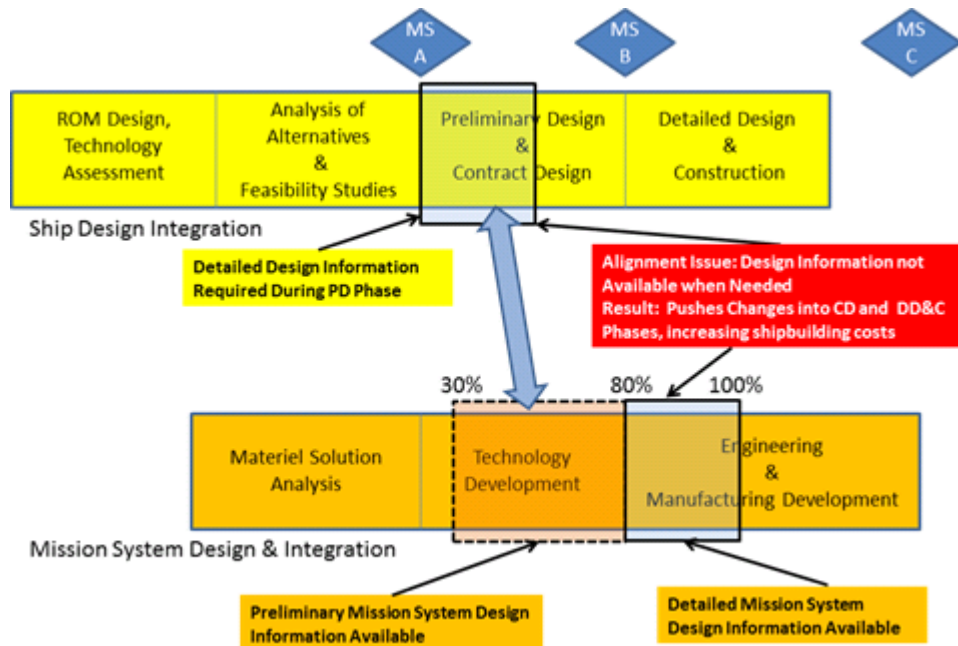 MS
A
MS
B
MS
C
ROM Design,
Technology
Assessment
Analysis of
Alternatives
&
Feasibility Studies
Preliminary Design
&
Contract Design
Detailed Design
&
Construction
Ship Design Integration
Detailed Design Information
Required During PD Phase
Alignment Issue: Design Information not
Available when Needed
Result: Pushes Changes into CD and DD&C
Phases, increasing shipbuilding costs
30%
80%
100%
Materiel Solution
Analysis
Technology
Development
Engineering
&
Manufacturing Development
Mission System Design & Integration
Preliminary Mission System Design
Information Available
Detailed Mission System
Design Information Available